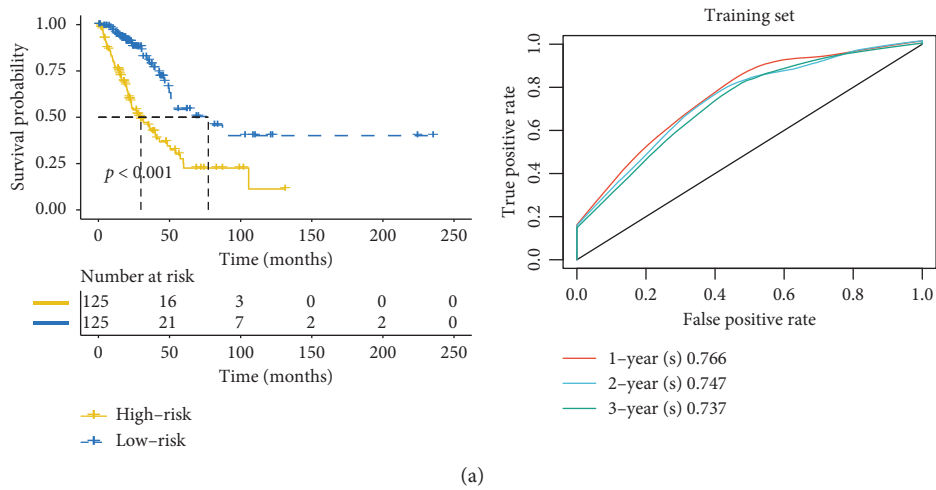 1.00
0.75
0.50
0.25
0.00
Survival probability
p < 0.001
0 50 100 150 200 250
Time (months)
Number at risk
125 16 3 0 0 0
125 21 7 2 2 0
0 50 100 150 200 250
Time (months)
High–risk
Low–risk
Training set
1.0
0.8
0.6
0.4
0.2
0.0
True positive rate
0.0 0.2 0.4 0.6 0.8 1.0
False positive rate
1–year (s) 0.766
2–year (s) 0.747
3–year (s) 0.737
(a)